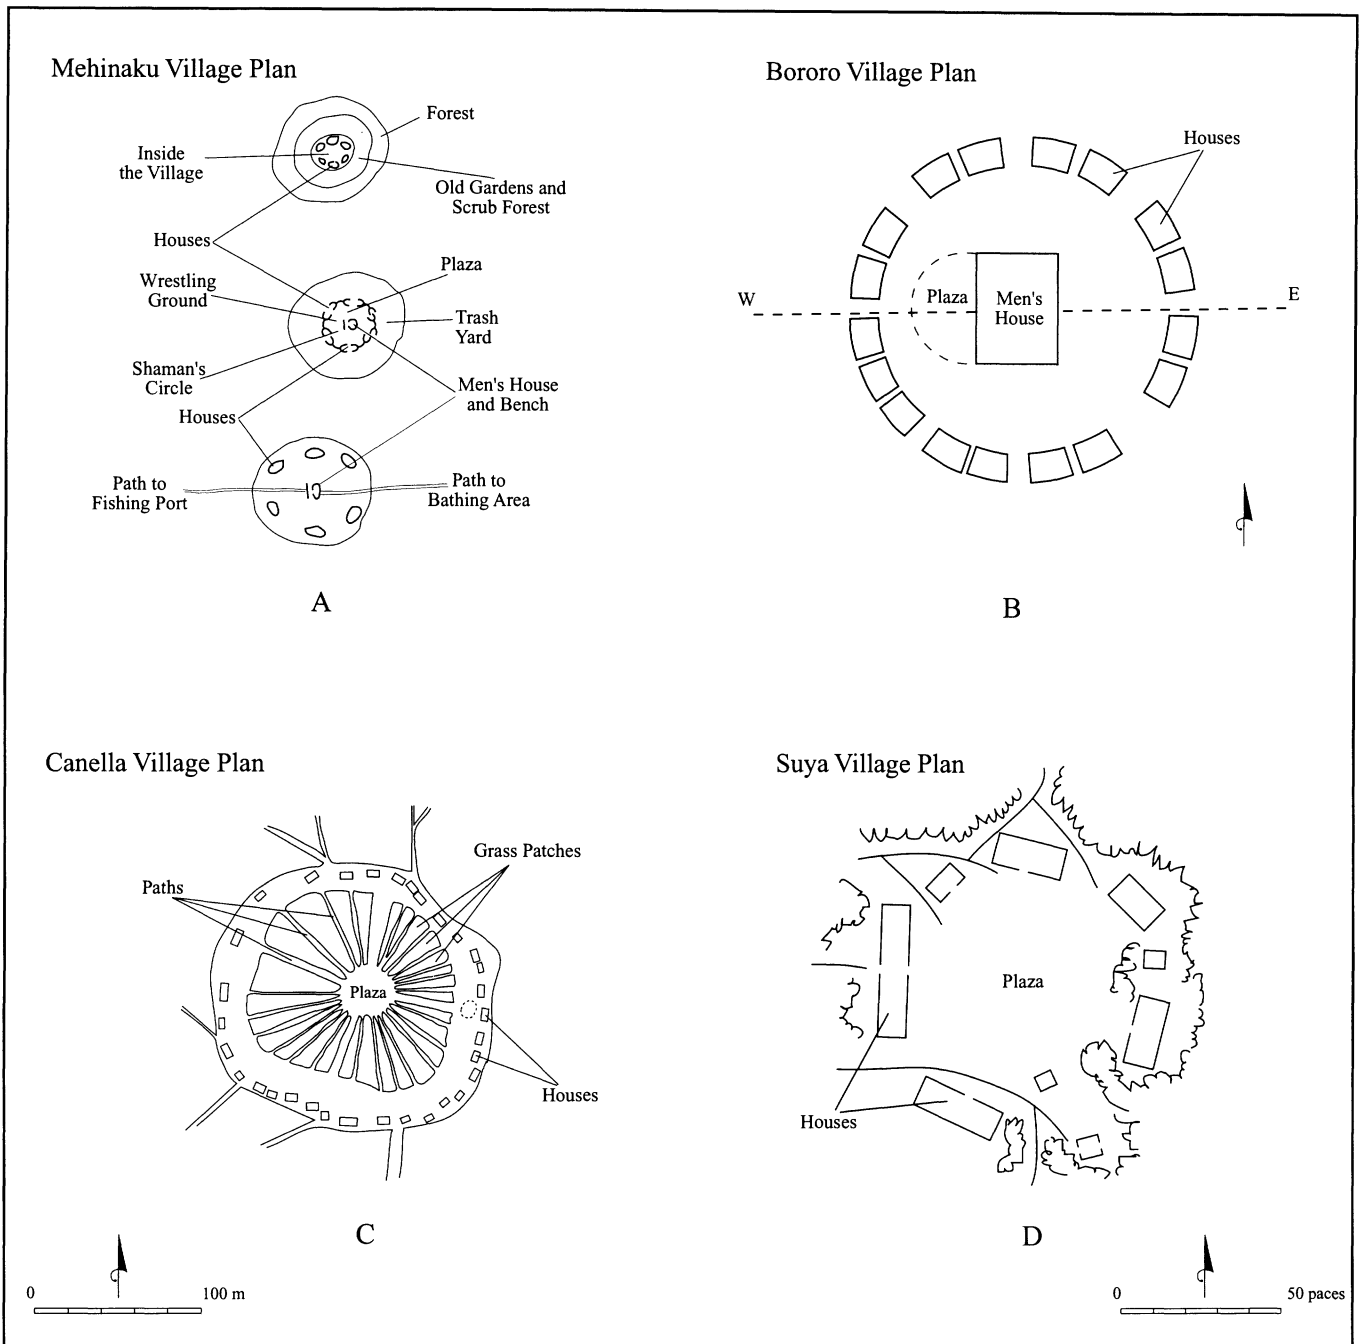 Mehinaku Village Plan
Forest
Inside
the Village
Old Gardens and
Scrub Forest
Houses
Plaza
Wrestling
Ground
Trash
Yard
Shaman's
Circle
Men's House
and Bench
Houses
Path to
Fishing Port
Path to
Bathing Area
A
Bororo Village Plan
Houses
W
Plaza
Men's
House
E
B
Canella Village Plan
Grass Patches
Paths
Plaza
Houses
C
0
100 m
Suya Village Plan
Plaza
Houses
D
0
50 paces